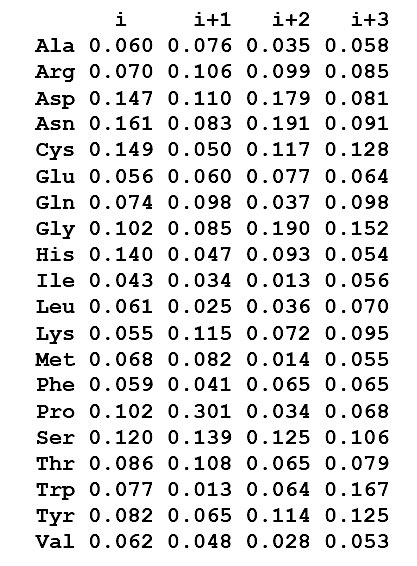 i i+1 i+2 i+3
Ala 0.060 0.076 0.035 0.058
Arg 0.070 0.106 0.099 0.085
Asp 0.147 0.110 0.179 0.081
Asn 0.161 0.083 0.191 0.091
Cys 0.149 0.050 0.117 0.128
Glu 0.056 0.060 0.077 0.064
Gln 0.074 0.098 0.037 0.098
Gly 0.102 0.085 0.190 0.152
His 0.140 0.047 0.093 0.054
Ile 0.043 0.034 0.013 0.056
Leu 0.061 0.025 0.036 0.070
Lys 0.055 0.115 0.072 0.095
Met 0.068 0.082 0.014 0.055
Phe 0.059 0.041 0.065 0.065
Pro 0.102 0.301 0.034 0.068
Ser 0.120 0.139 0.125 0.106
Thr 0.086 0.108 0.065 0.079
Trp 0.077 0.013 0.064 0.167
Tyr 0.082 0.065 0.114 0.125
Val 0.062 0.048 0.028 0.053